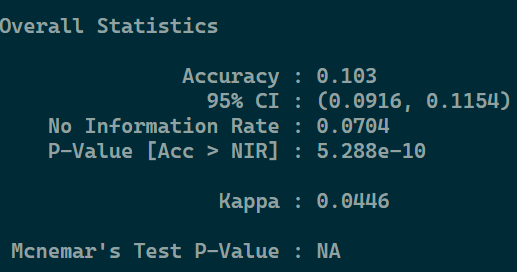 Overall Statistics
Accuracy : 0.103
95% CI : (0.0916, 0.1154)
No Information Rate : 0.0704
P-Value [Acc > NIR] : 5.288e-10
Kappa : 0.0446
Mcnemar's Test P-Value : NA